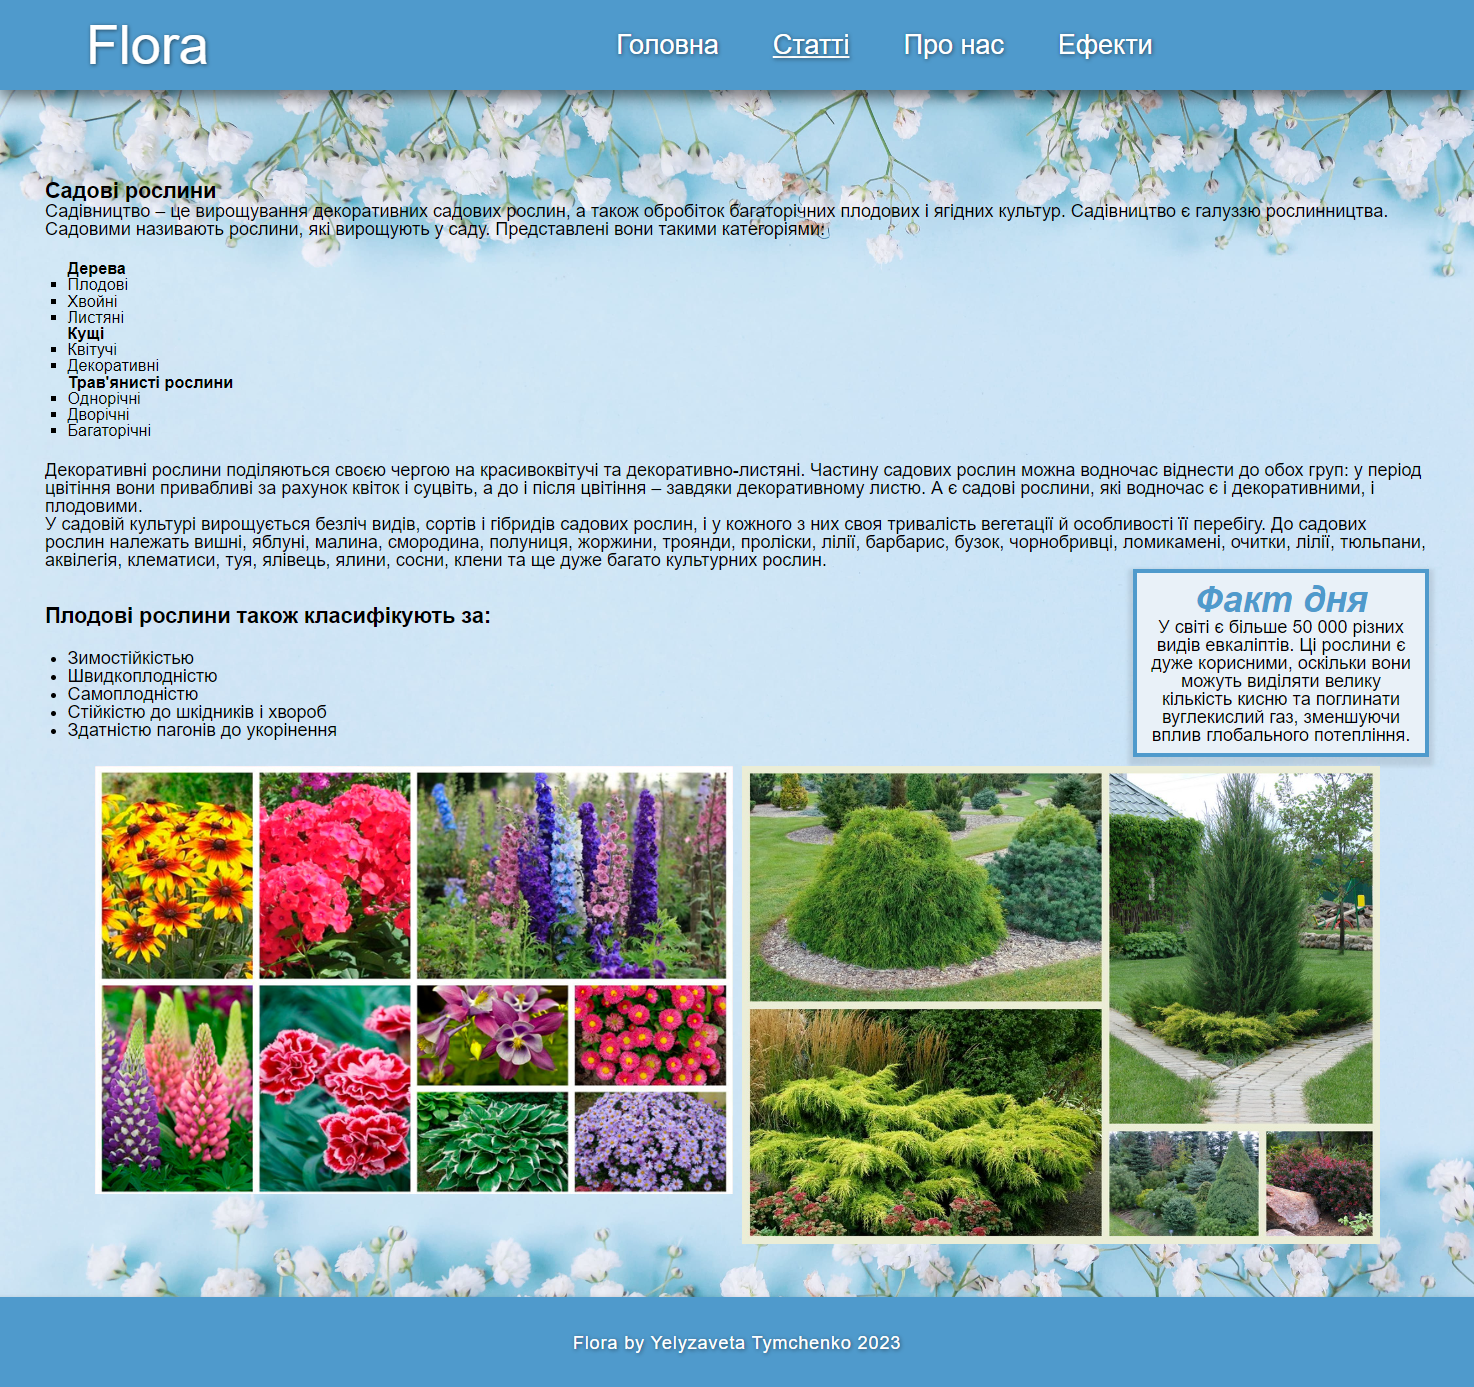 Flora
Головна Статті Про нас Ефекти
Садові рослини
Садівництво – це вирощування декоративних садових рослин, а також обробіток багаторічних плодових і ягідних культур. Садівництво є галуззю рослинництва.
Садовими називають рослини, які вирощують у саду. Представлені вони такими категоріями:
Дерева
Плодові
Хвойні
Листяні
Кущі
Квітучі
Декоративні
Трав'янисті рослини
Однорічні
Дворічні
Багаторічні
Декоративні рослини поділяються своєю чергою на красивоквітучі та декоративно-листяні. Частину садових рослин можна водночас віднести до обох груп: у період
цвітіння вони привабливі за рахунок квіток і суцвіть, а до і після цвітіння – завдяки декоративному листю. А є садові рослини, які водночас є і декоративними, і
плодовими.
У садовій культурі вирощується безліч видів, сортів і гібридів садових рослин, і у кожного з них своя тривалість вегетації й особливості її перебігу. До садових
рослин належать вишні, яблуні, малина, смородина, полуниця, жоржини, троянди, проліски, лілії, барбарис, бузок, чорнобривці, ломикамені, очитки, лілії, тюльпани,
аквілегія, клематиси, туя, ялівець, ялини, сосни, клени та ще дуже багато культурних рослин.
Плодові рослини також класифікують за:
Зимостійкістью
Швидкоплодністю
Самоплодністю
Стійкістю до шкідників і хвороб
Здатністю пагонів до укорінення
Факт дня
У світі є більше 50 000 різних
видів евкаліптів. Ці рослини є
дуже корисними, оскільки вони
можуть виділяти велику
кількість кисню та поглинати
вуглекислий газ, зменшуючи
вплив глобального потепління.
Flora by Yelyzaveta Tymchenko 2023